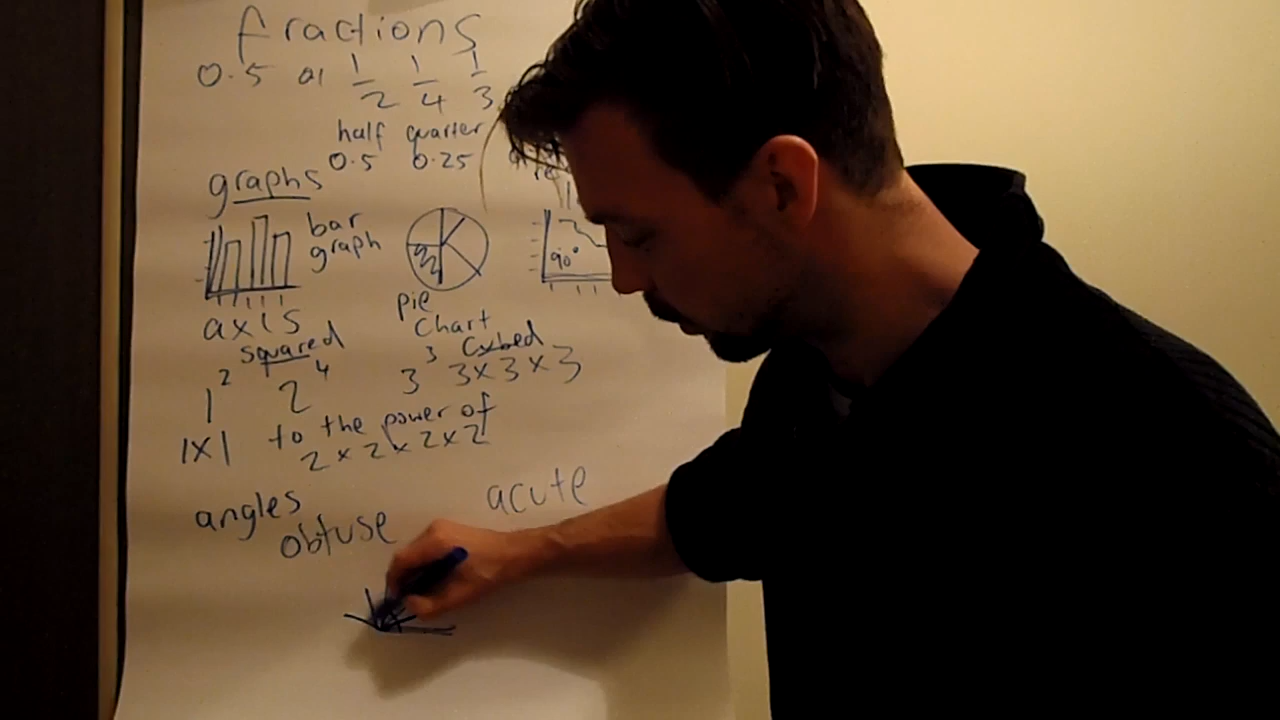 fractions
0.5 or 1/2 1/4 1/3
half quarter
0.5 0.25
graphs
bar graph
90°
axis
pie chart
squared
cubed
1² 2⁴ 3³ 3x3x3
1x1 to the power of
2x2x2x2
angles
acute
obtuse